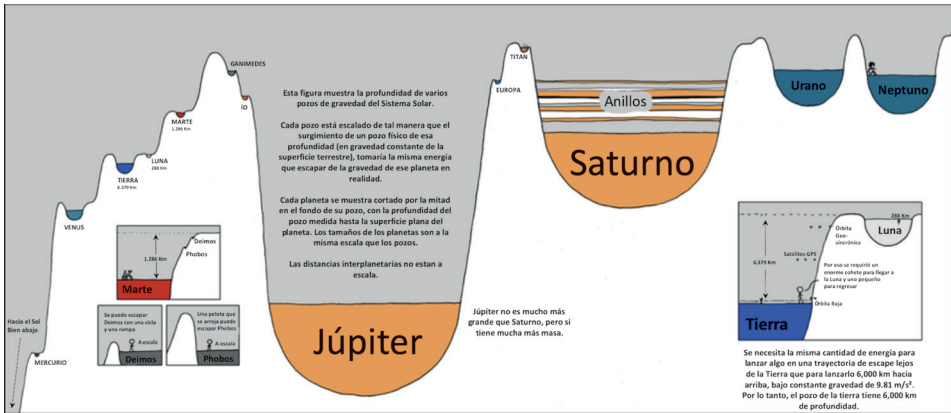 GANIMEDES
ÍO
MARTE
1.286 Km
LUNA
288 Km
TIERRA
6.379 Km
VENUS
Hacia el Sol
Bien abajo
MERCURIO
1.286 Km
Deimos
Phobos
Marte
Se puede escapar
Deimos con una cicla
y una rampa
A escala
Deimos
Una pelota que
se arroja puede
escapar Phobos
A escala
Phobos
Esta figura muestra la profundidad de varios
pozos de gravedad del Sistema Solar.
Cada pozo está escalado de tal manera que el
surgimiento de un pozo físico de esa
profundidad (en gravedad constante de la
superficie terrestre), tomaría la misma energía
que escapar de la gravedad de ese planeta en
realidad.
Cada planeta se muestra cortado por la mitad
en el fondo de su pozo, con la profundidad del
pozo medida hasta la superficie plana del
planeta. Los tamaños de los planetas son a la
misma escala que los pozos.
Las distancias interplanetarias no estan a
escala.
Júpiter
EUROPA
TITAN
Anillos
Saturno
Júpiter no es mucho más
grande que Saturno, pero si
tiene mucha más masa.
Urano
Neptuno
288 Km
Luna
Órbita
Geo-
sincrónica
6.379 Km
Satélites GPS
Por eso se requirió un
enorme cohete para llegar a
la Luna y uno pequeño
para regresar
Órbita Baja
Tierra
Se necesita la misma cantidad de energía para
lanzar algo en una trayectoria de escape lejos
de la Tierra que para lanzarlo 6,000 km hacia
arriba, bajo constante gravedad de 9.81 m/s².
Por lo tanto, el pozo de la tierra tiene 6,000 km
de profundidad.